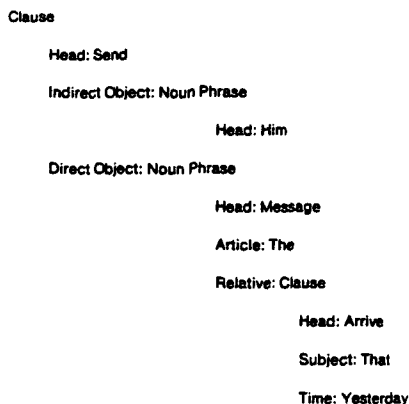 Clause
Head: Send
Indirect Object: Noun Phrase
Head: Him
Direct Object: Noun Phrase
Head: Message
Article: The
Relative: Clause
Head: Arrive
Subject: That
Time: Yesterday